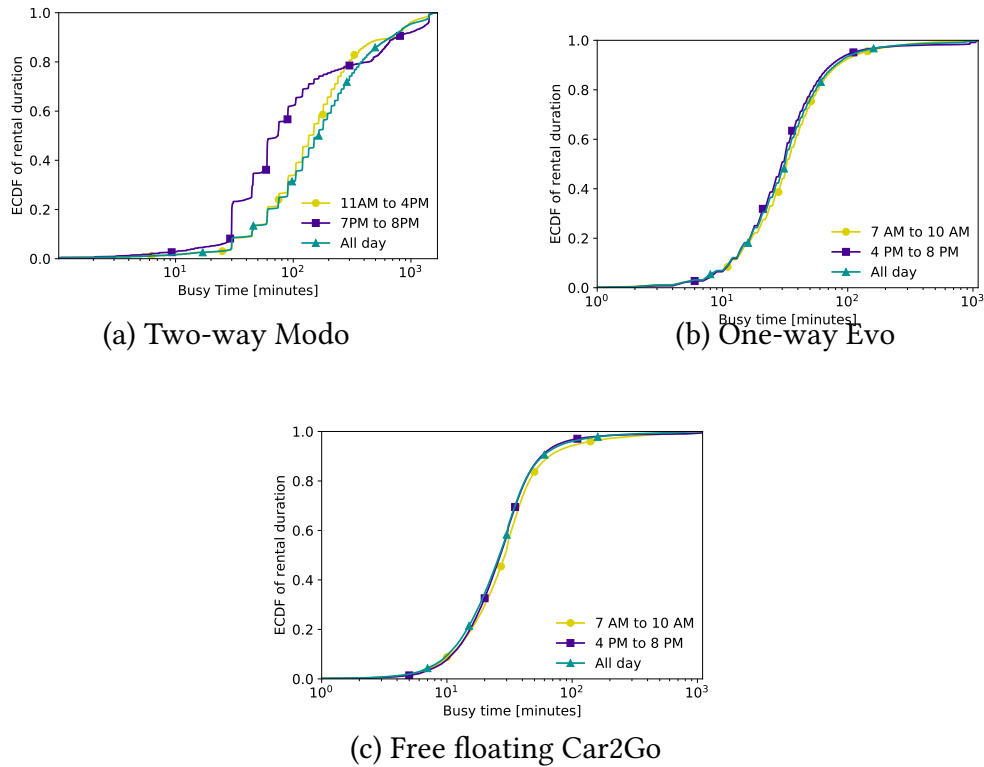 1.0
0.8
0.6
0.4
0.2
0.0
ECDF of rental duration
11AM to 4PM
7PM to 8PM
All day
10¹ 10² 10³
Busy Time [minutes]
(a) Two-way Modo
1.0
0.8
0.6
0.4
0.2
0.0
ECDF of rental duration
7 AM to 10 AM
4 PM to 8 PM
All day
10⁰ 10¹ 10² 10³
Busy time [minutes]
(b) One-way Evo
1.0
0.8
0.6
0.4
0.2
0.0
ECDF of rental duration
7 AM to 10 AM
4 PM to 8 PM
All day
10⁰ 10¹ 10² 10³
Busy time [minutes]
(c) Free floating Car2Go